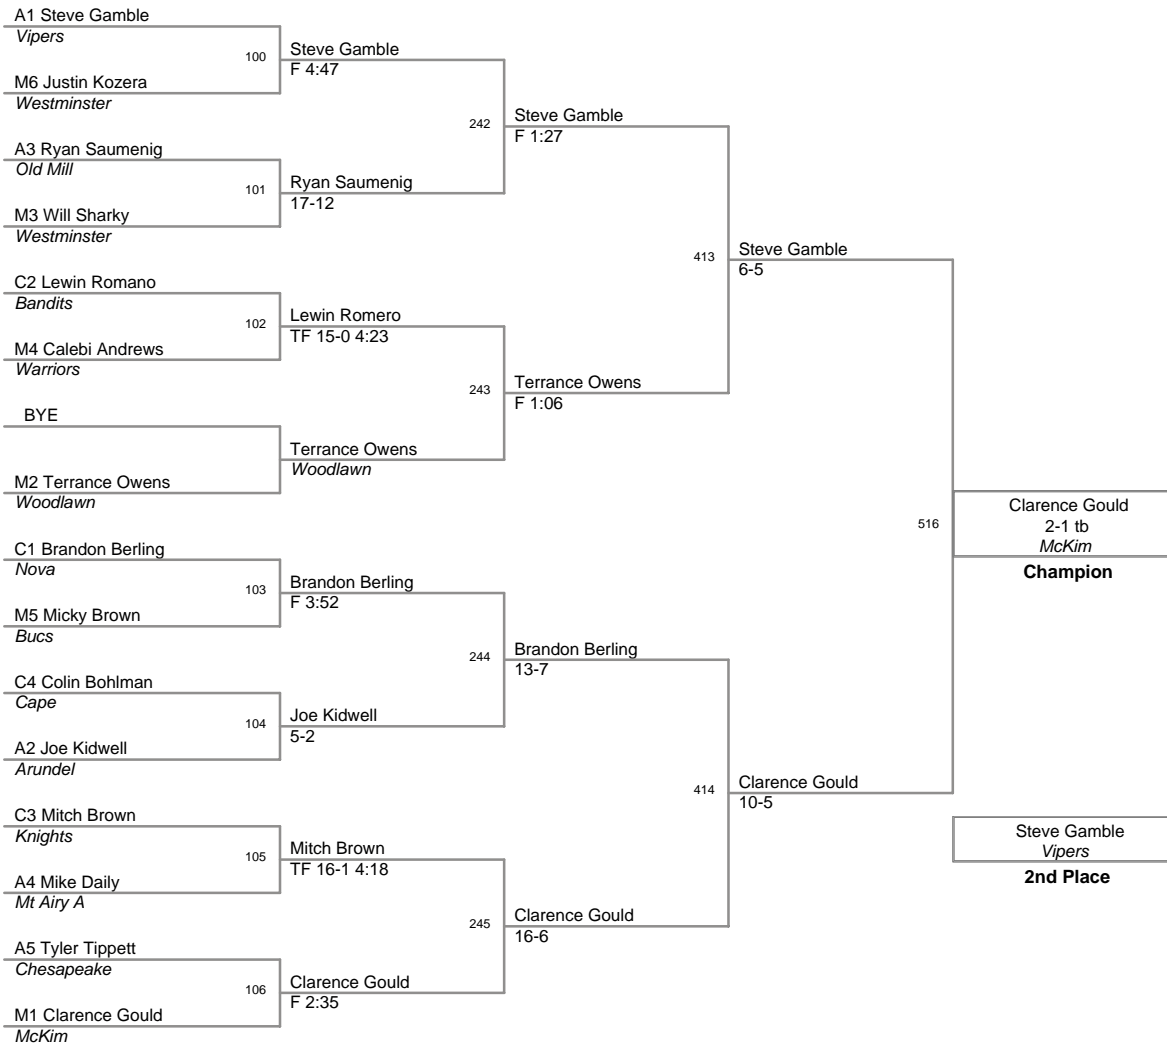 A1 Steve Gamble
Vipers
100
M6 Justin Kozera
Westminster
A3 Ryan Saumenig
Old Mill
101
M3 Will Sharky
Westminster
C2 Lewin Romano
Bandits
102
M4 Calebi Andrews
Warriors
BYE
M2 Terrance Owens
Woodlawn
C1 Brandon Berling
Nova
103
M5 Micky Brown
Bucs
C4 Colin Bohlman
Cape
104
A2 Joe Kidwell
Arundel
C3 Mitch Brown
Knights
105
A4 Mike Daily
Mt Airy A
A5 Tyler Tippett
Chesapeake
106
M1 Clarence Gould
McKim
Steve Gamble
F 4:47
242
Ryan Saumenig
17-12
Lewin Romero
TF 15-0 4:23
243
Terrance Owens
Woodlawn
Brandon Berling
F 3:52
244
Joe Kidwell
5-2
Mitch Brown
TF 16-1 4:18
245
Clarence Gould
F 2:35
Steve Gamble
F 1:27
413
Terrance Owens
F 1:06
Brandon Berling
13-7
414
Clarence Gould
16-6
Steve Gamble
6-5
516
Clarence Gould
10-5
Clarence Gould
2-1 tb
McKim
Champion
Steve Gamble
Vipers
2nd Place